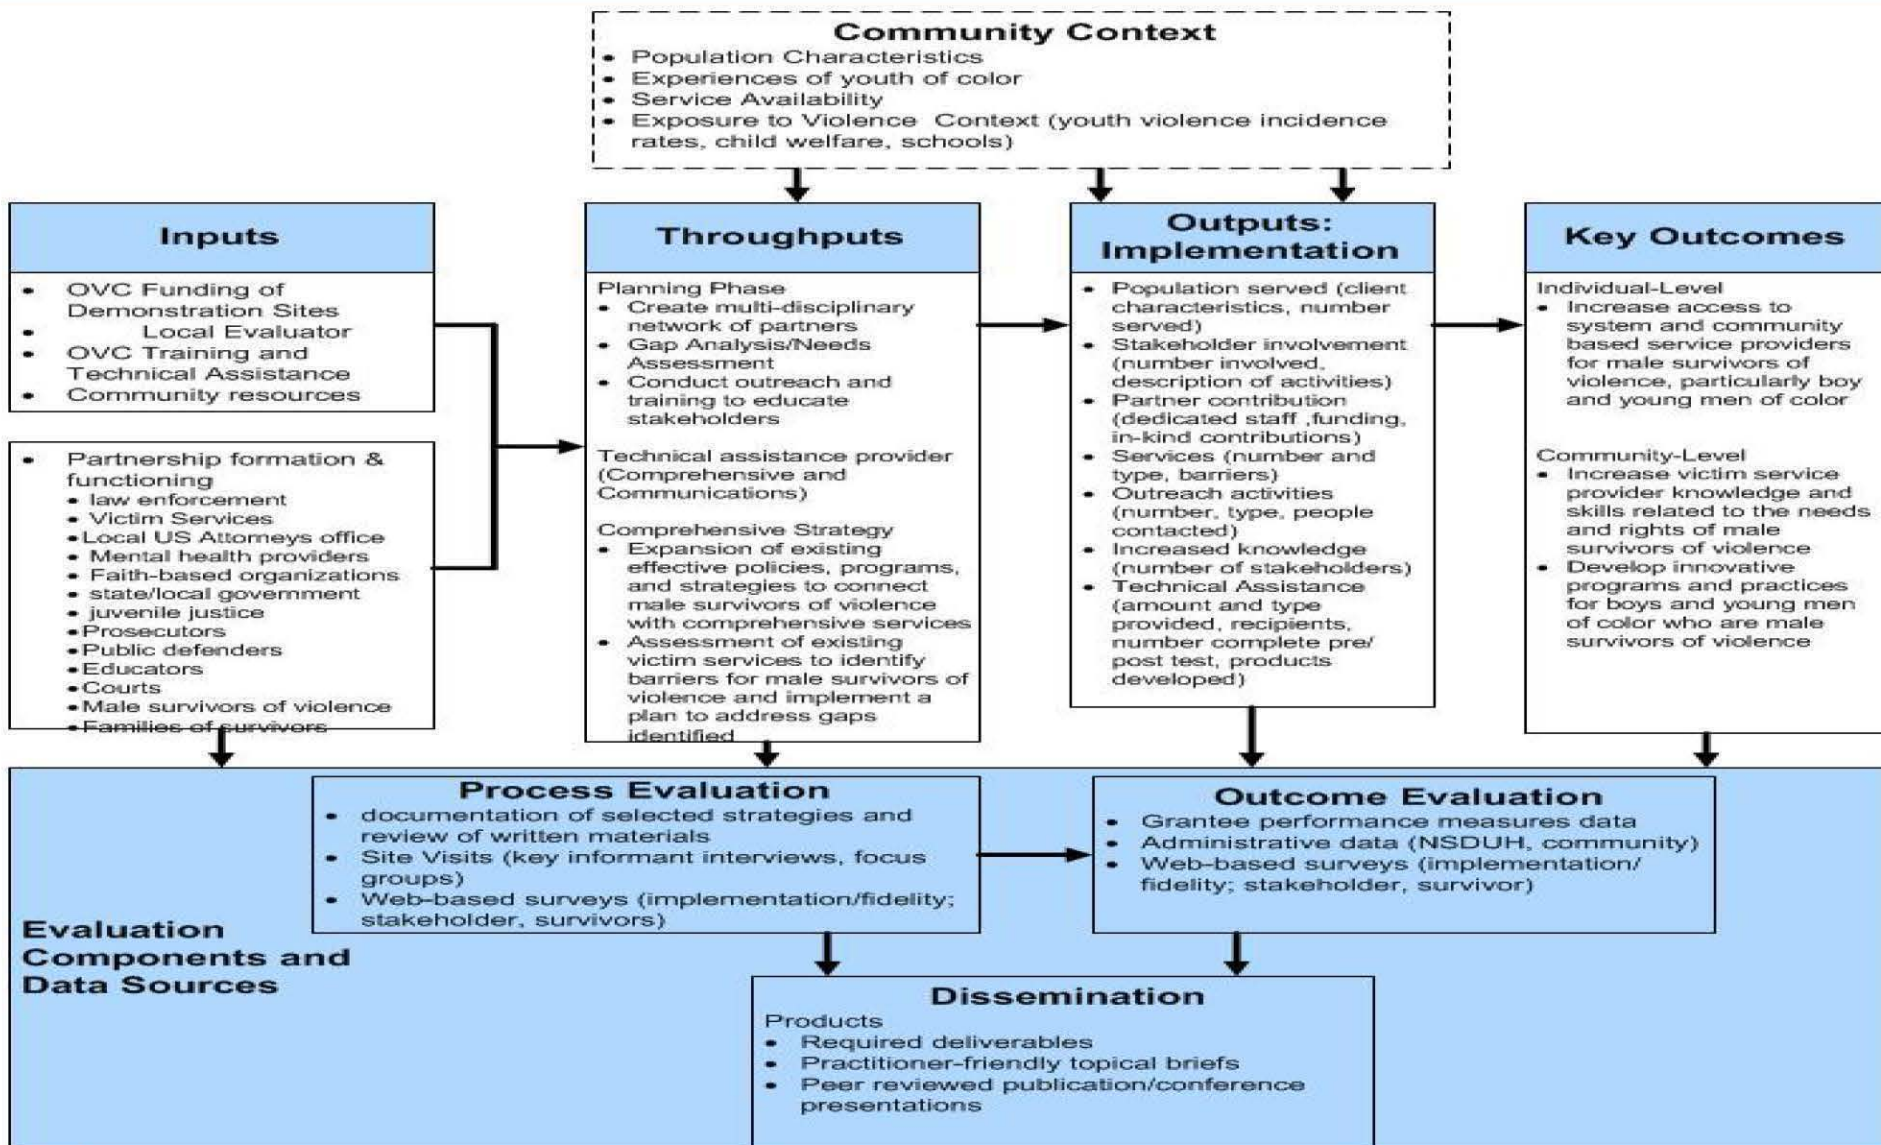 Community Context
• Population Characteristics
• Experiences of youth of color
• Service Availability
• Exposure to Violence Context (youth violence incidence
rates, child welfare, schools)
Inputs
• OVC Funding of
Demonstration Sites
• Local Evaluator
• OVC Training and
Technical Assistance
• Community resources
• Partnership formation &
functioning
• law enforcement
• Victim Services
• Local US Attorneys office
• Mental health providers
• Faith-based organizations
• state/local government
• juvenile justice
• Prosecutors
• Public defenders
• Educators
• Courts
• Male survivors of violence
• Families of survivors
Throughputs
Planning Phase
• Create multi-disciplinary
network of partners
• Gap Analysis/Needs
Assessment
• Conduct outreach and
training to educate
stakeholders
Technical assistance provider
(Comprehensive and
Communications)
Comprehensive Strategy
• Expansion of existing
effective policies, programs,
and strategies to connect
male survivors of violence
with comprehensive services
• Assessment of existing
victim services to identify
barriers for male survivors of
violence and implement a
plan to address gaps
identified
Outputs:
Implementation
• Population served (client
characteristics, number
served)
• Stakeholder involvement
(number involved,
description of activities)
• Partner contribution
(dedicated staff ,funding,
in-kind contributions)
• Services (number and
type, barriers)
• Outreach activities
(number, type, people
contacted)
• Increased knowledge
(number of stakeholders)
• Technical Assistance
(amount and type
provided, recipients,
number complete pre/
post test, products
developed)
Key Outcomes
Individual-Level
• Increase access to
system and community
based service providers
for male survivors of
violence, particularly boy
and young men of color
Community-Level
• Increase victim service
provider knowledge and
skills related to the needs
and rights of male
survivors of violence
• Develop innovative
programs and practices
for boys and young men
of color who are male
survivors of violence
Evaluation
Components and
Data Sources
Process Evaluation
• documentation of selected strategies and
review of written materials
• Site Visits (key informant interviews, focus
groups)
• Web-based surveys (implementation/fidelity;
stakeholder, survivors)
Outcome Evaluation
• Grantee performance measures data
• Administrative data (NSDUH, community)
• Web-based surveys (implementation/
fidelity; stakeholder, survivor)
Dissemination
Products
• Required deliverables
• Practitioner-friendly topical briefs
• Peer reviewed publication/conference
presentations